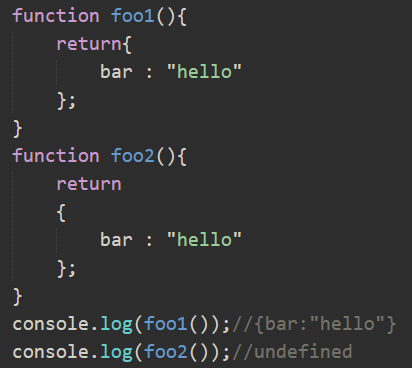 function foo1(){
    return{
        bar : "hello"
    };
}
function foo2(){
    return
    {
        bar : "hello"
    };
}
console.log(foo1());//{bar:"hello"}
console.log(foo2());//undefined